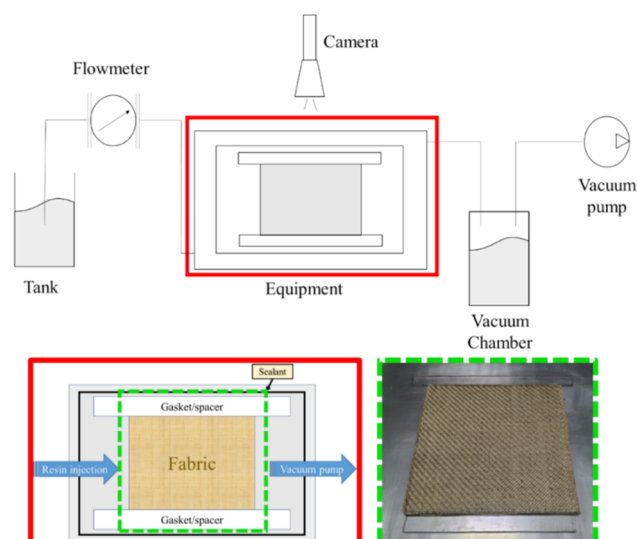 Camera
Flowmeter
Vacuum
pump
Tank
Equipment
Vacuum
Chamber
Sealant
Gasket/spacer
Resin injection
Fabric
Vacuum pump
Gasket/spacer